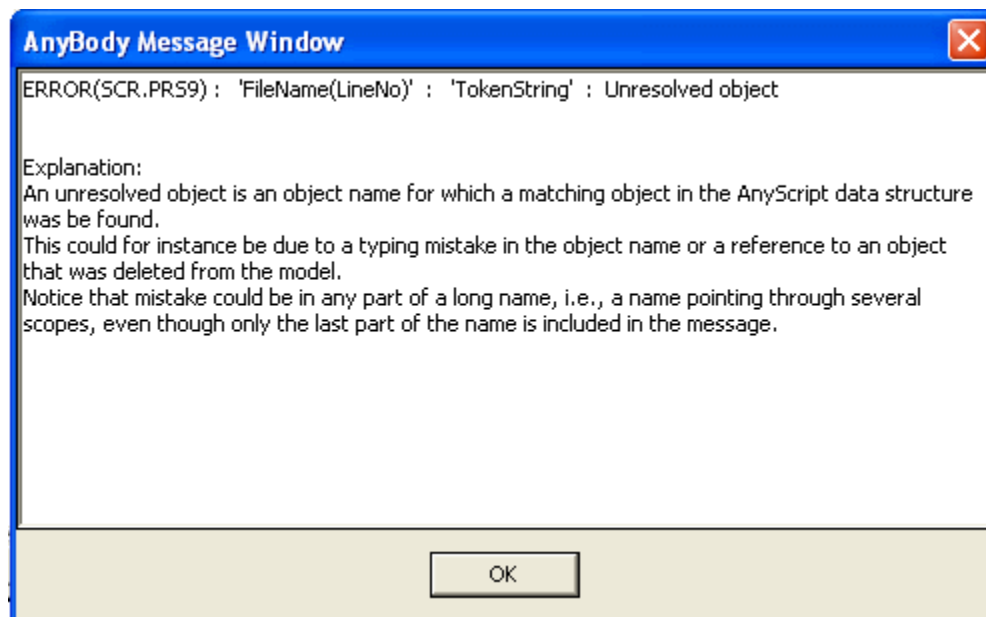 AnyBody Message Window
ERROR(SCR.PRS9) :  'FileName(LineNo)'  :  'TokenString'  :  Unresolved object
Explanation:
An unresolved object is an object name for which a matching object in the AnyScript data structure
was be found.
This could for instance be due to a typing mistake in the object name or a reference to an object
that was deleted from the model.
Notice that mistake could be in any part of a long name, i.e., a name pointing through several
scopes, even though only the last part of the name is included in the message.
OK